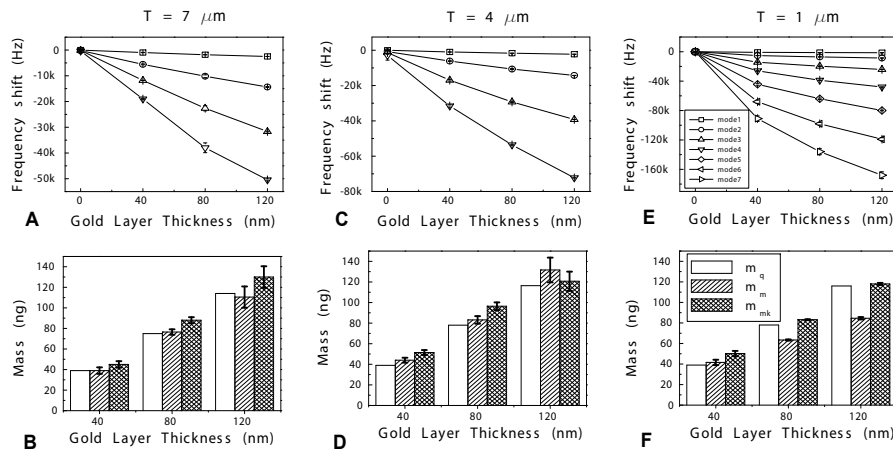 T = 7 μm
T = 4 μm
T = 1 μm
Frequency shift (Hz)
0
-10k
-20k
-30k
-40k
-50k
0
40
80
120
A
Gold Layer Thickness (nm)
Frequency shift (Hz)
0
-20k
-40k
-60k
-80k
0
40
80
120
C
Gold Layer Thickness (nm)
Frequency shift (Hz)
0
-40k
-80k
-120k
-160k
mode1
mode2
mode3
mode4
mode5
mode6
mode7
0
40
80
120
E
Gold Layer Thickness (nm)
Mass (ng)
140
120
100
80
60
40
20
0
40
80
120
B
Gold Layer Thickness (nm)
Mass (ng)
140
120
100
80
60
40
20
0
40
80
120
D
Gold Layer Thickness (nm)
Mass (ng)
140
120
100
80
60
40
20
0
m q
m m
m mk
40
80
120
F
Gold Layer Thickness (nm)